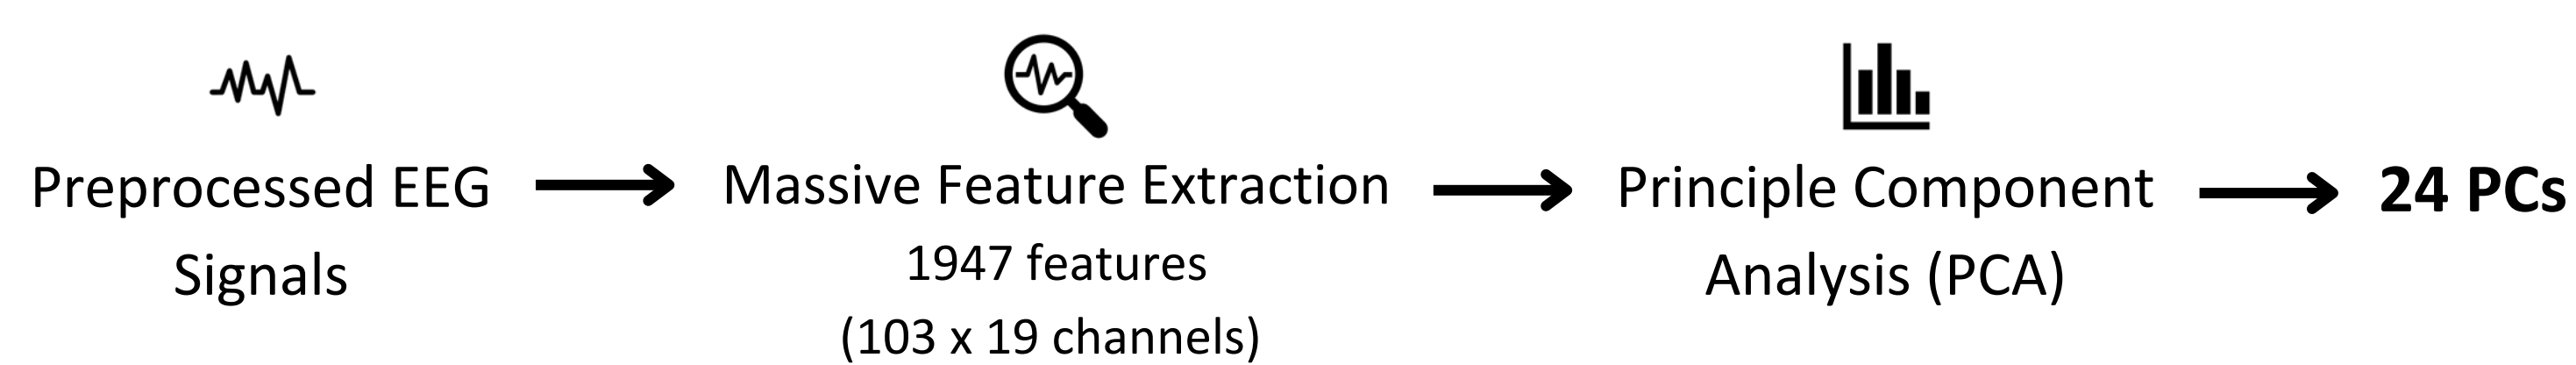 Preprocessed EEG
Signals
Massive Feature Extraction
1947 features
(103 x 19 channels)
Principle Component
Analysis (PCA)
24 PCs